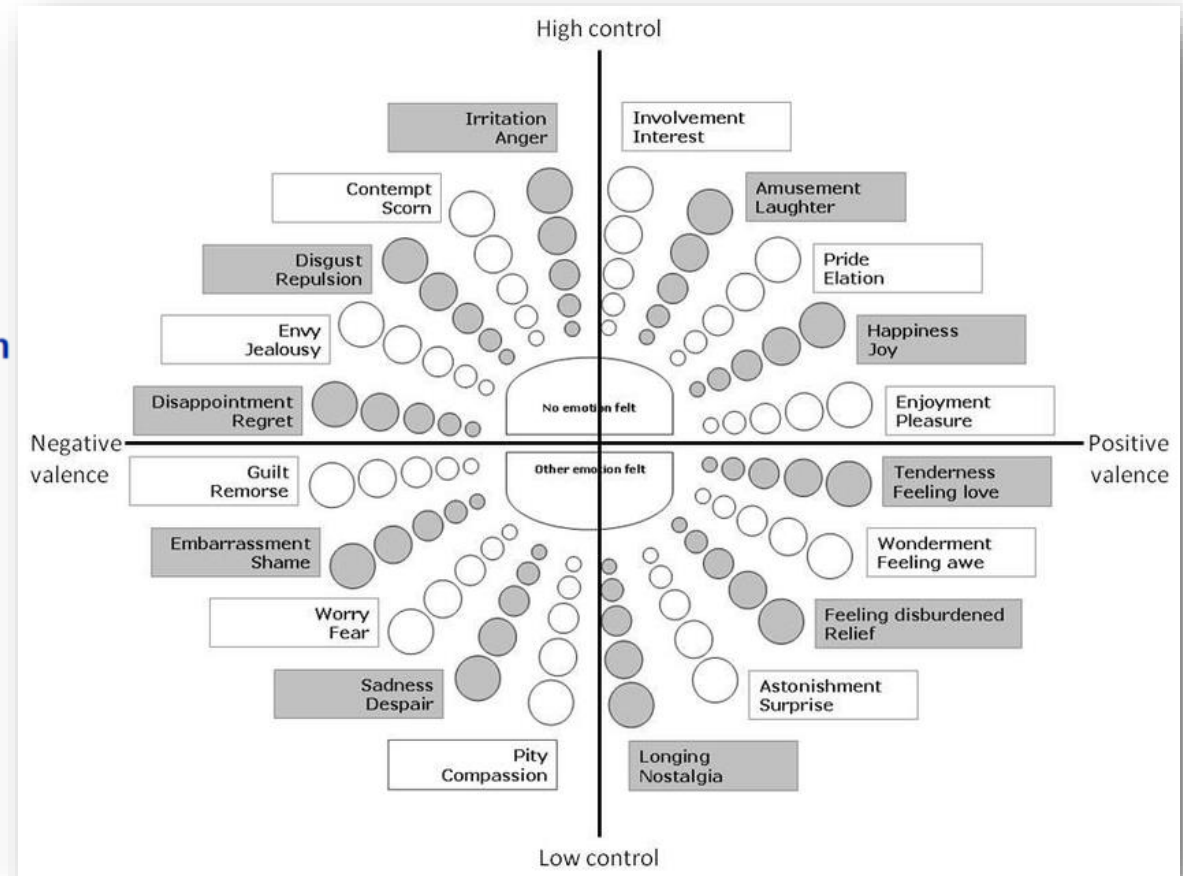 High control
Irritation
Anger
Involvement
Interest
Contempt
Scorn
Amusement
Laughter
Disgust
Repulsion
Pride
Elation
Envy
Jealousy
Happiness
Joy
Disappointment
Regret
No emotion felt
Enjoyment
Pleasure
Negative
valence
Positive
valence
Guilt
Remorse
Other emotion felt
Tenderness
Feeling love
Embarrassment
Shame
Wonderment
Feeling awe
Worry
Fear
Feeling disburdened
Relief
Sadness
Despair
Astonishment
Surprise
Pity
Compassion
Longing
Nostalgia
Low control